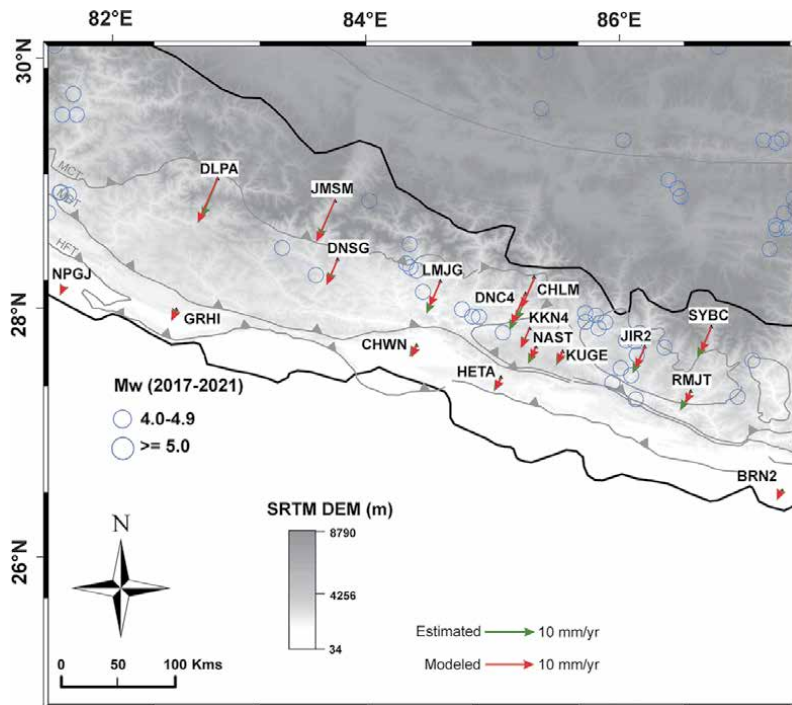 82°E 84°E 86°E
30°N
28°N
26°N
MCT
MBT
HFT
DLPA
JMSM
DNSG
NPGJ
GRHI
LMJG
CHLM
DNC4
KKN4
NAST
KUGE
CHWN
HETA
JIR2
SYBC
RMJT
BRN2
Mw (2017-2021)
4.0-4.9
>= 5.0
SRTM DEM (m)
8790
4256
34
N
0 50 100 Kms
Estimated 10 mm/yr
Modeled 10 mm/yr